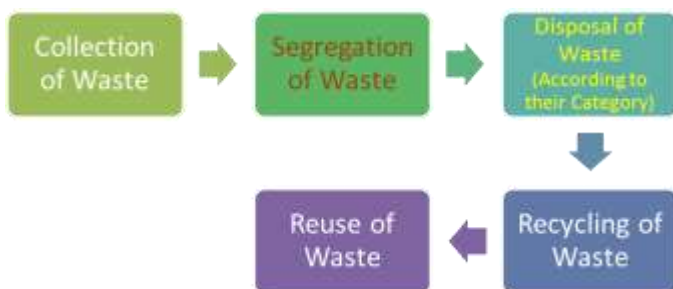 Collection
of Waste
Segregation
of Waste
Disposal of
Waste
(According to
their Category)
Recycling of
Waste
Reuse of
Waste